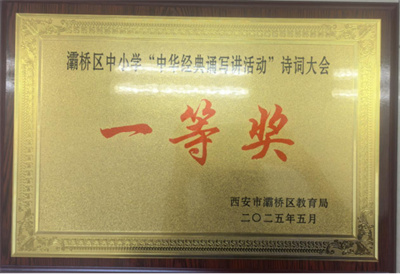 灞桥区中小学“中华经典诵写讲活动”诗词大会
一等奖
西安市灞桥区教育局
二〇二五年五月